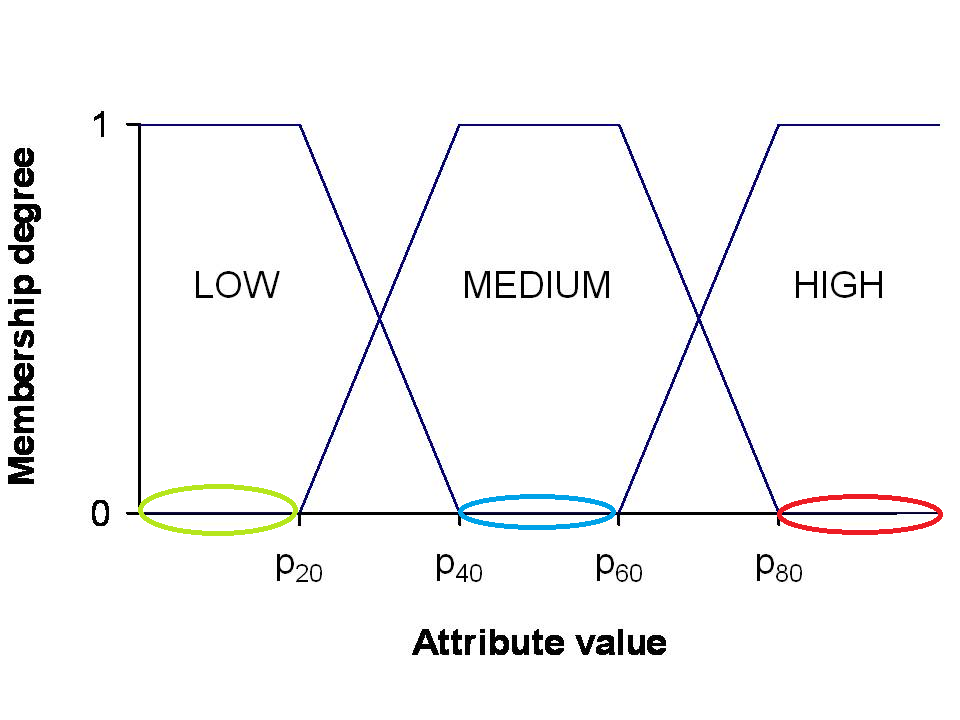 1
Membership degree
LOW MEDIUM HIGH
0
p20 p40 p60 p80
Attribute value